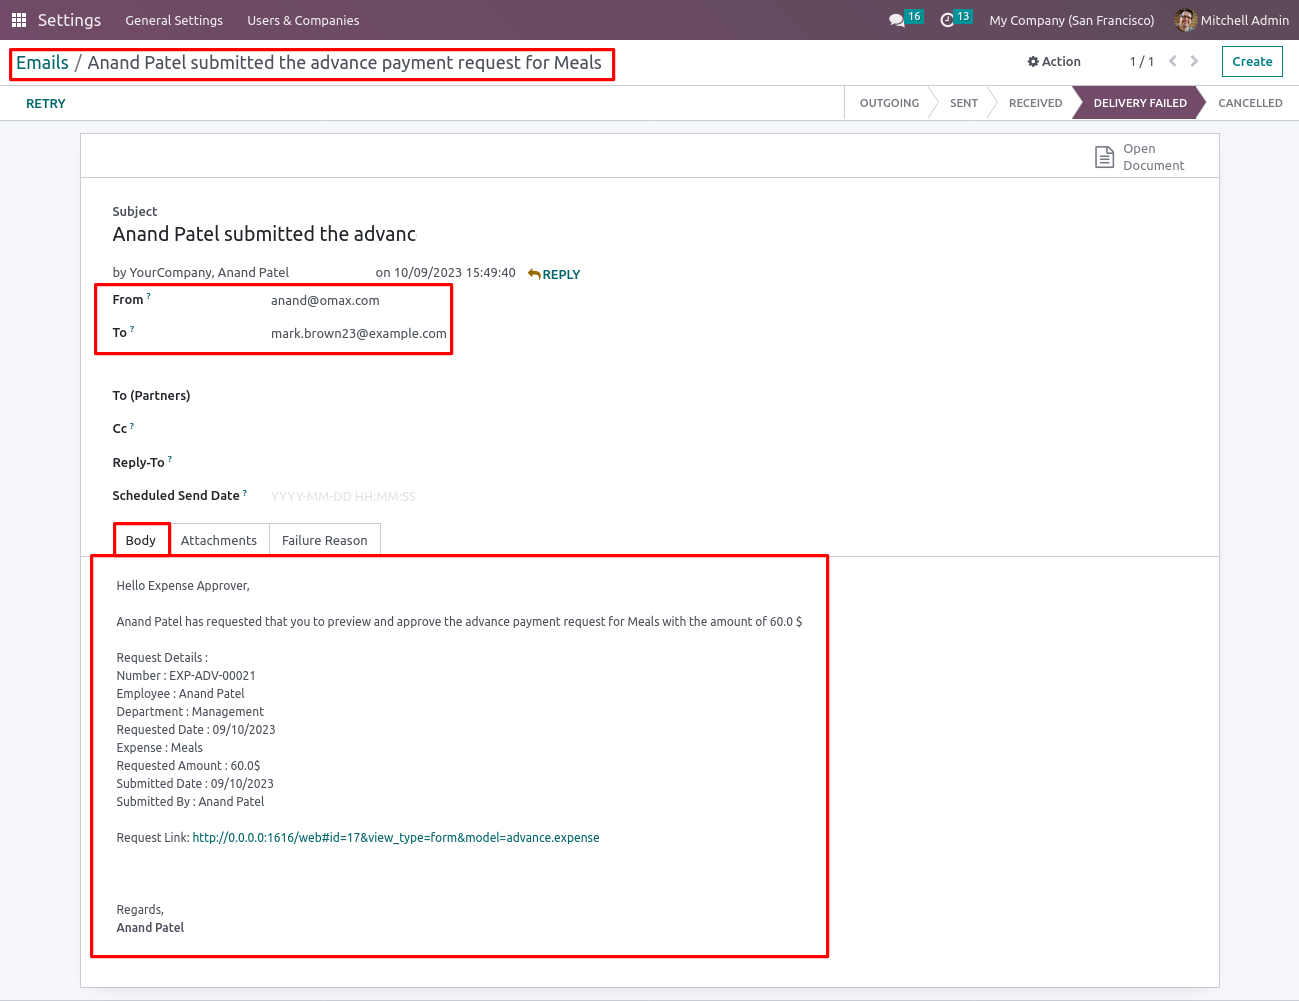 Settings General Settings Users & Companies 16 13 My Company (San Francisco) Mitchell Admin
Emails / Anand Patel submitted the advance payment request for Meals Action 1 / 1 Create
RETRY OUTGOING SENT RECEIVED DELIVERY FAILED CANCELLED
Open
Document
Subject
Anand Patel submitted the advanc
by YourCompany, Anand Patel on 10/09/2023 15:49:40 REPLY
From ? anand@omax.com
To ? mark.brown23@example.com
To (Partners)
Cc ?
Reply-To ?
Scheduled Send Date ? YYYY-MM-DD HH:MM:SS
Body Attachments Failure Reason
Hello Expense Approver,
Anand Patel has requested that you to preview and approve the advance payment request for Meals with the amount of 60.0 $
Request Details :
Number : EXP-ADV-00021
Employee : Anand Patel
Department : Management
Requested Date : 09/10/2023
Expense : Meals
Requested Amount : 60.0$
Submitted Date : 09/10/2023
Submitted By : Anand Patel
Request Link: http://0.0.0.0:1616/web#id=17&view_type=form&model=advance.expense
Regards,
Anand Patel